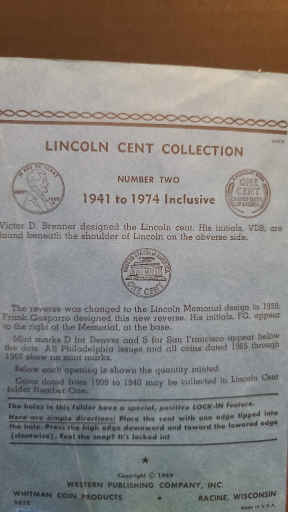 LINCOLN CENT COLLECTION
NUMBER TWO
1941 to 1974 Inclusive
ONE
CENT
Victor D. Brenner designed the Lincoln cent. His initials, VDB, are
found beneath the shoulder of Lincoln on the obverse side.
ONE CENT
The reverse was changed to the Lincoln Memorial design in 1959.
Frank Gasparro designed this new reverse. His initials, FG, appear
to the right of the Memorial, at the base.
Mint marks D for Denver and S for San Francisco appear below
the date. All Philadelphia issues and all coins dated 1965 through
1967 show no mint marks.
Below each opening is shown the quantity minted.
Coins dated from 1909 to 1940 may be collected in Lincoln Cent
Folder Number One.
The holes in this folder have a special, positive LOCK-IN feature.
Here are simple directions: Place the cent with one edge tipped into
the hole. Press the high edge downward and toward the lowered edge
(clockwise). Feel the snap? It's locked in!
Copyright © 1969
WESTERN PUBLISHING COMPANY, INC.
WHITMAN COIN PRODUCTS • RACINE, WISCONSIN
Made in U.S.A.